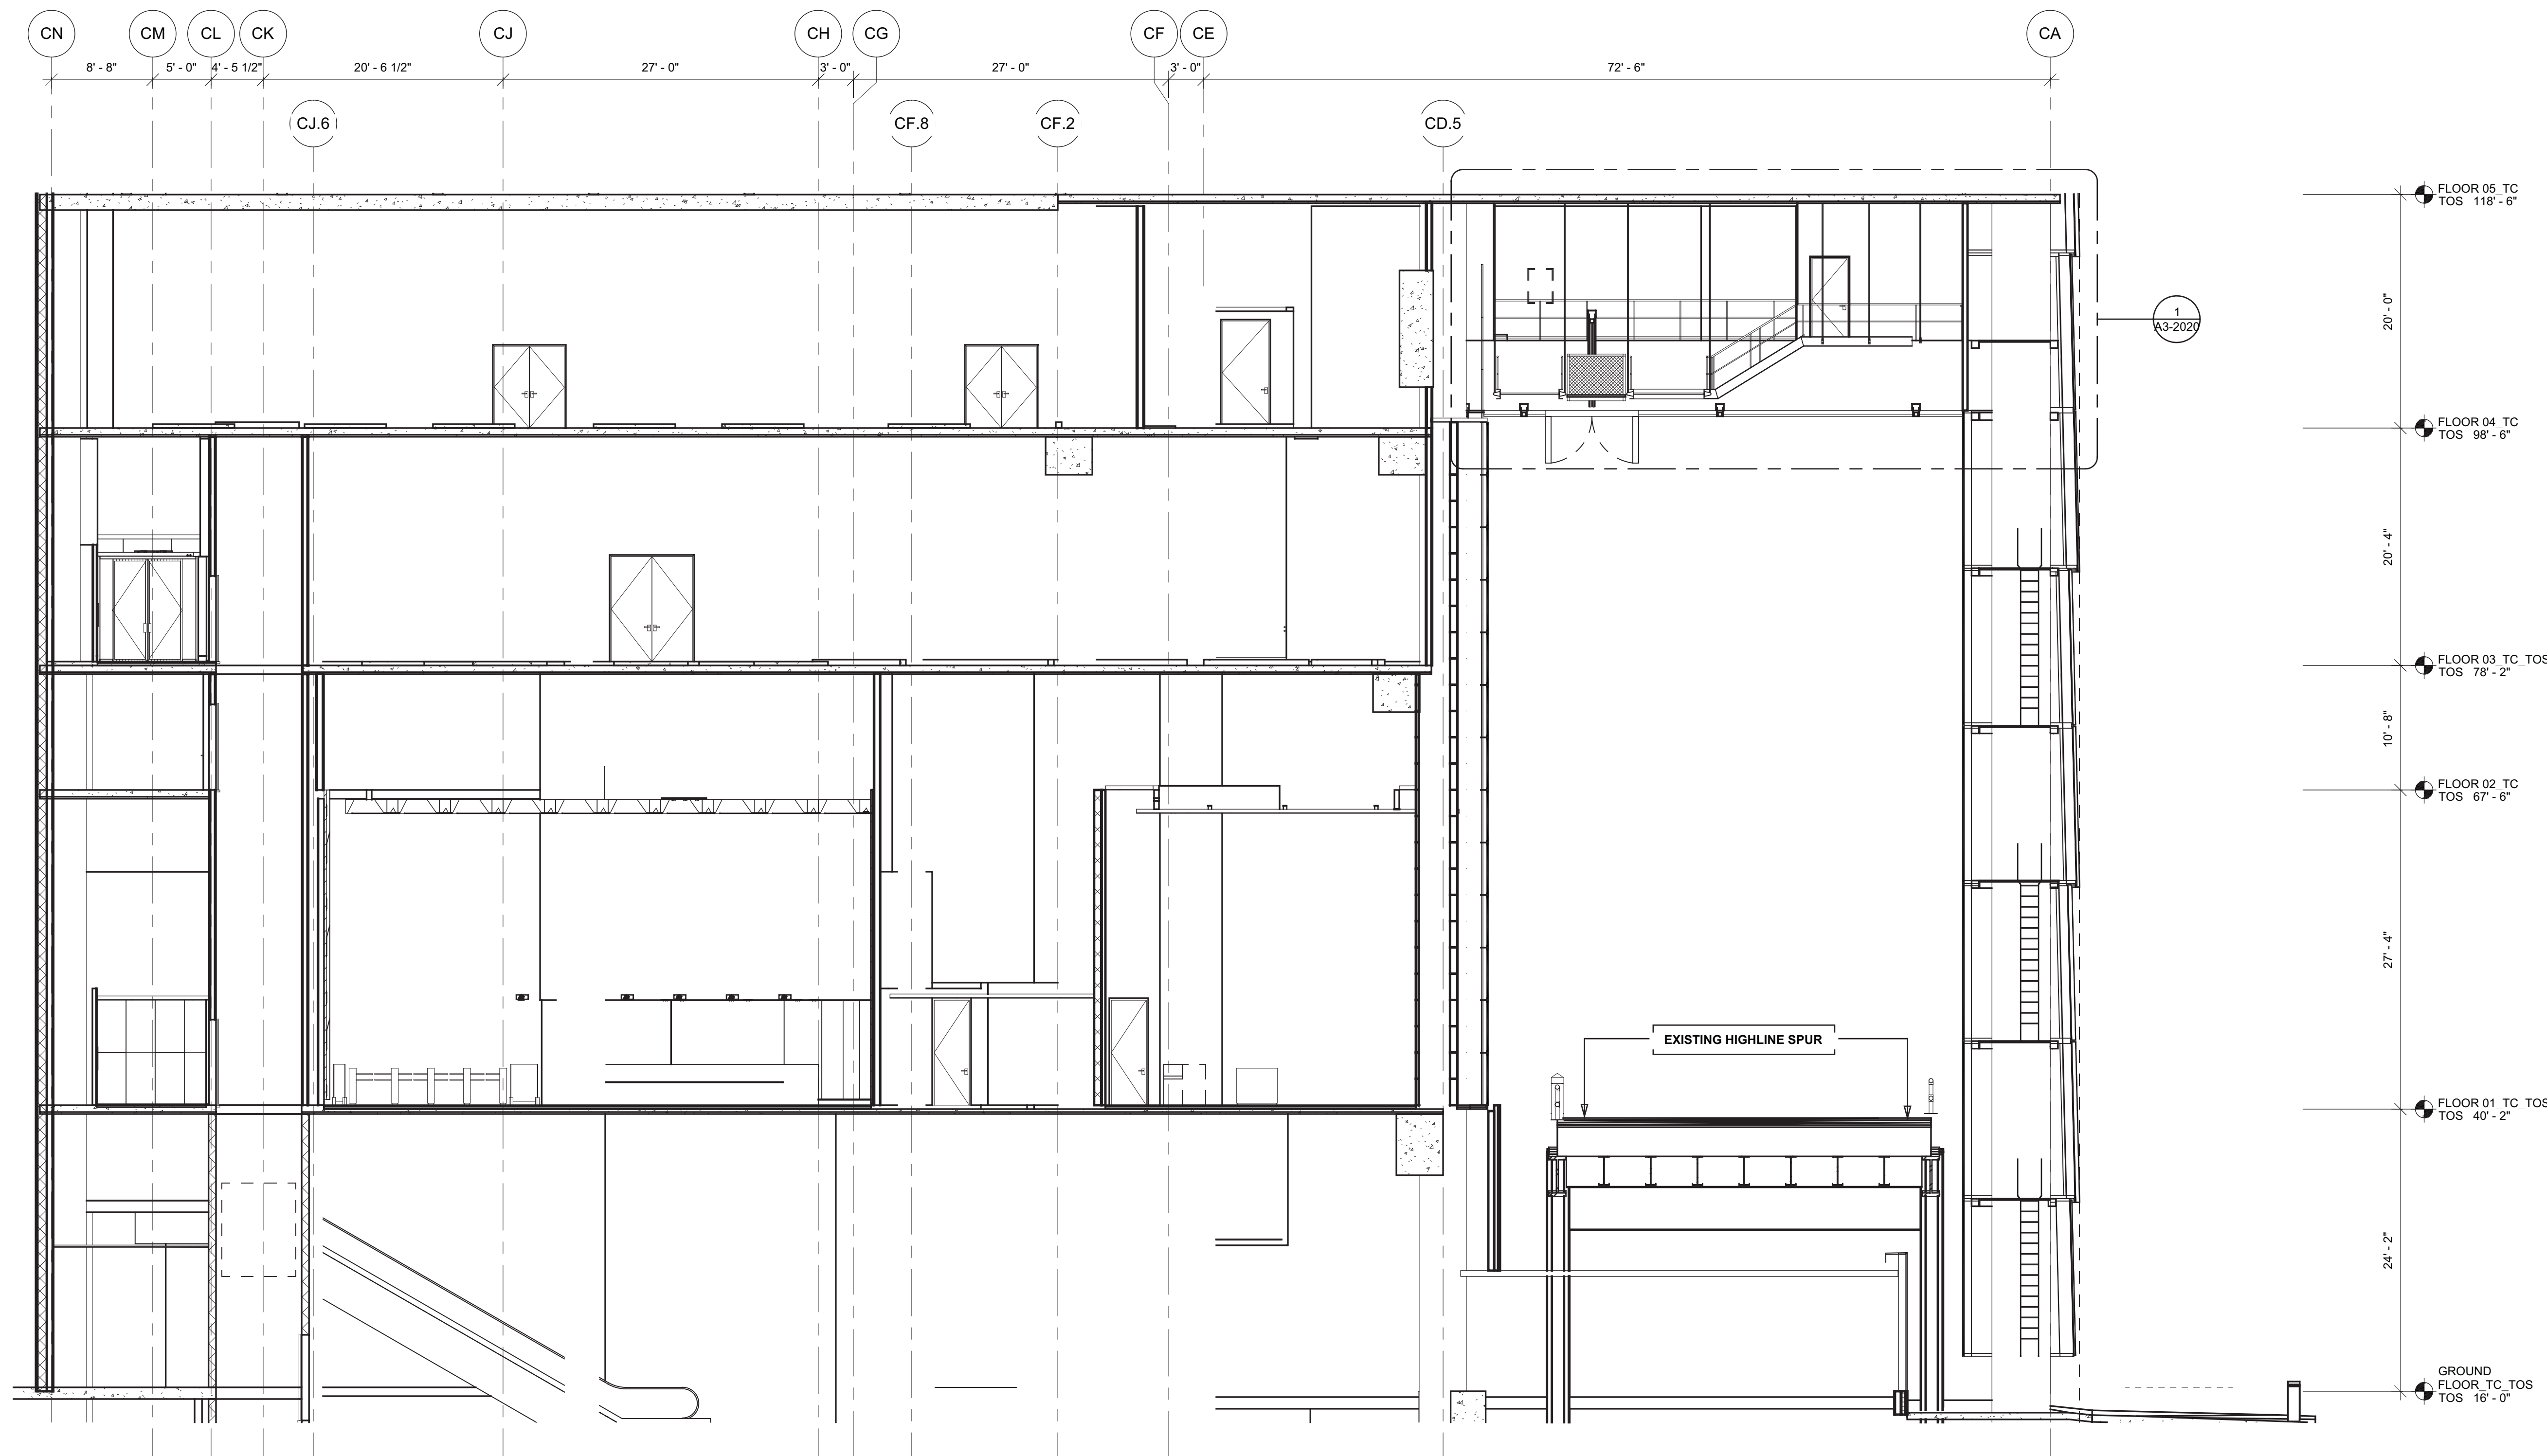 CN
CM
CL
CK
CJ
CH
CG
CF
CE
CA
8' - 8"
5' - 0"
4' - 5 1/2"
20' - 6 1/2"
27' - 0"
3' - 0"
27' - 0"
3' - 0"
72' - 6"
CJ.6
CF.8
CF.2
CD.5
FLOOR 05_TC
TOS 118' - 6"
20' - 0"
1
A3-2020
FLOOR 04_TC
TOS 98' - 6"
20' - 4"
FLOOR 03_TC_TOS
TOS 78' - 2"
10' - 8"
FLOOR 02_TC
TOS 67' - 6"
27' - 4"
EXISTING HIGHLINE SPUR
FLOOR 01_TC_TOS
TOS 40' - 2"
24' - 2"
GROUND
FLOOR_TC_TOS
TOS 16' - 0"